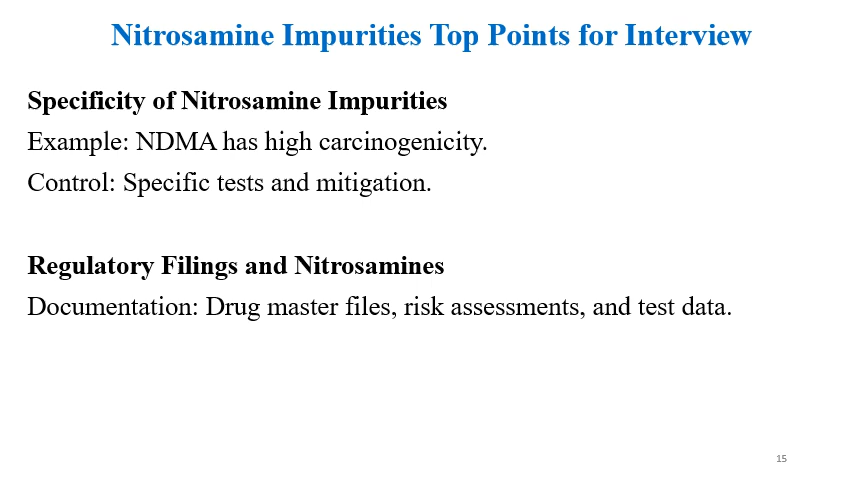 Nitrosamine Impurities Top Points for Interview
Specificity of Nitrosamine Impurities
Example: NDMA has high carcinogenicity.
Control: Specific tests and mitigation.
Regulatory Filings and Nitrosamines
Documentation: Drug master files, risk assessments, and test data.
15